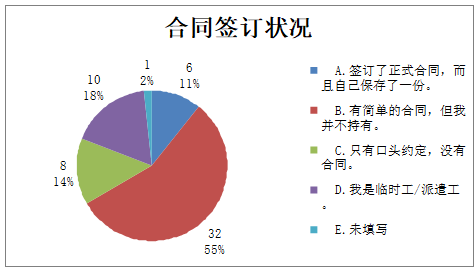 合同签订状况
1
2%
6
11%
10
18%
8
14%
32
55%
A.签订了正式合同，而
且自己保存了一份。
B.有简单的合同，但我
并不持有。
C.只有口头约定，没有
合同。
D.我是临时工/派遣工
。
E.未填写